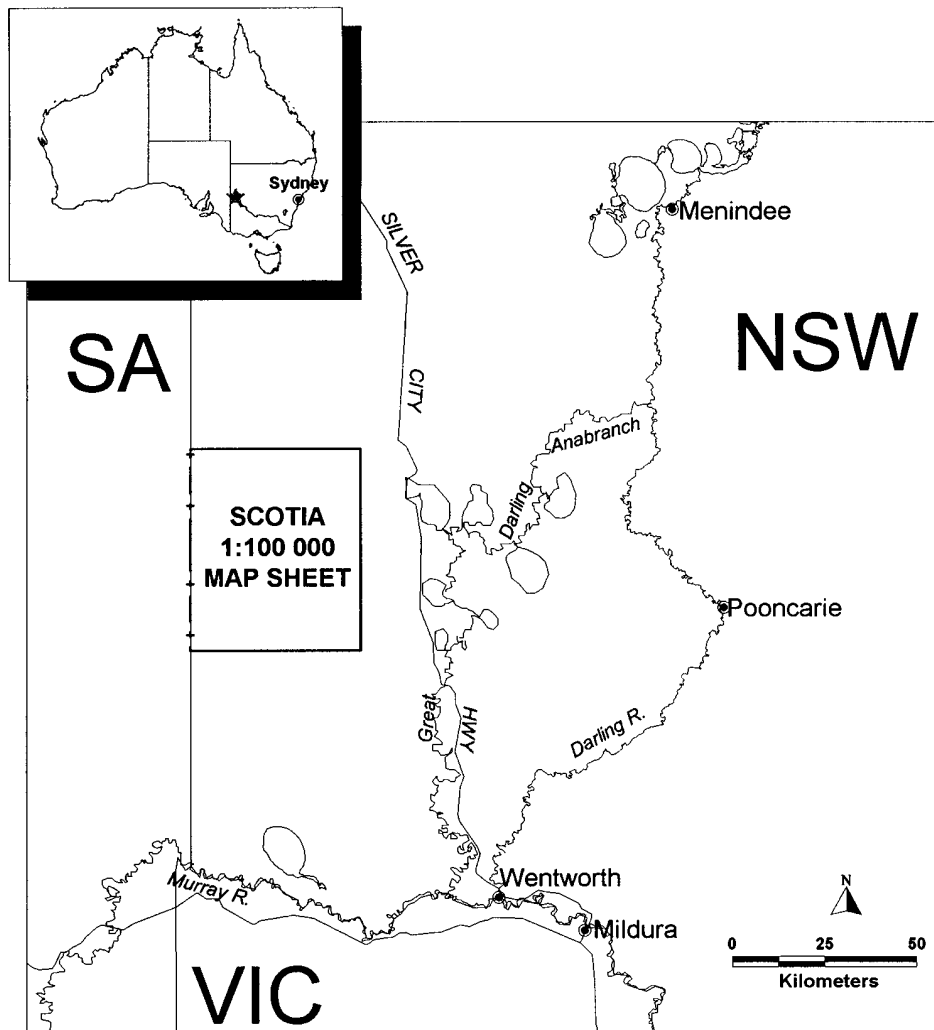 Sydney
SILVER
CITY
HWY
Menindee
SA
NSW
Anabranch
Darling
Great
SCOTIA
1:100 000
MAP SHEET
Pooncarie
Darling R.
Wentworth
Murray R.
Mildura
VIC
N
0 25 50
Kilometers